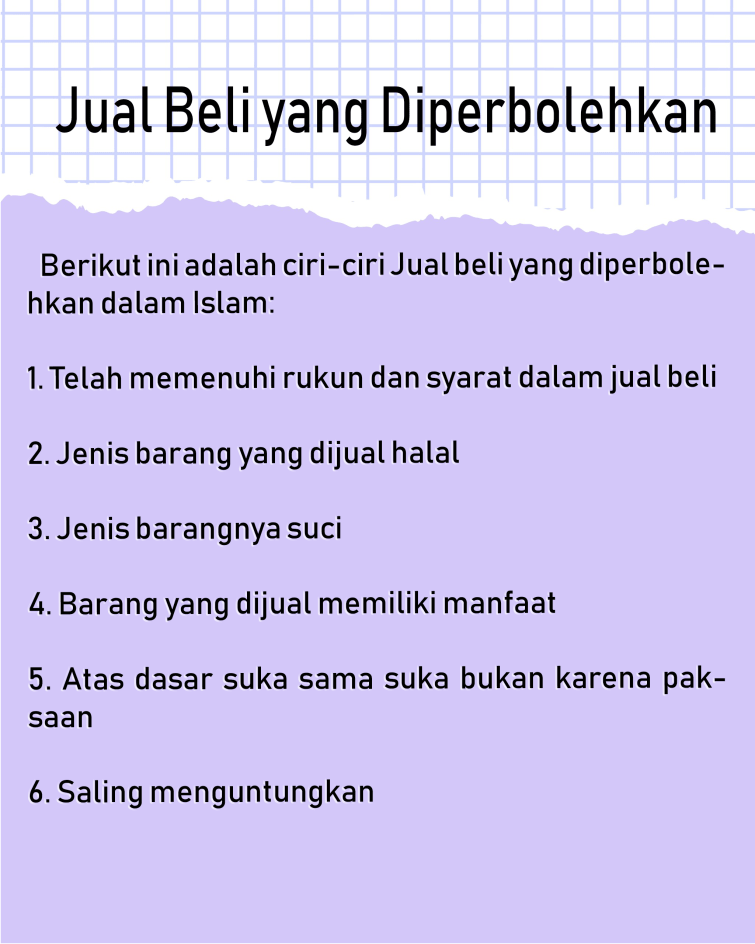 Jual Beli yang Diperbolehkan
Berikut ini adalah ciri-ciri Jual beli yang diperbole-
hkan dalam Islam:
1. Telah memenuhi rukun dan syarat dalam jual beli
2. Jenis barang yang dijual halal
3. Jenis barangnya suci
4. Barang yang dijual memiliki manfaat
5. Atas dasar suka sama suka bukan karena pak-
saan
6. Saling menguntungkan